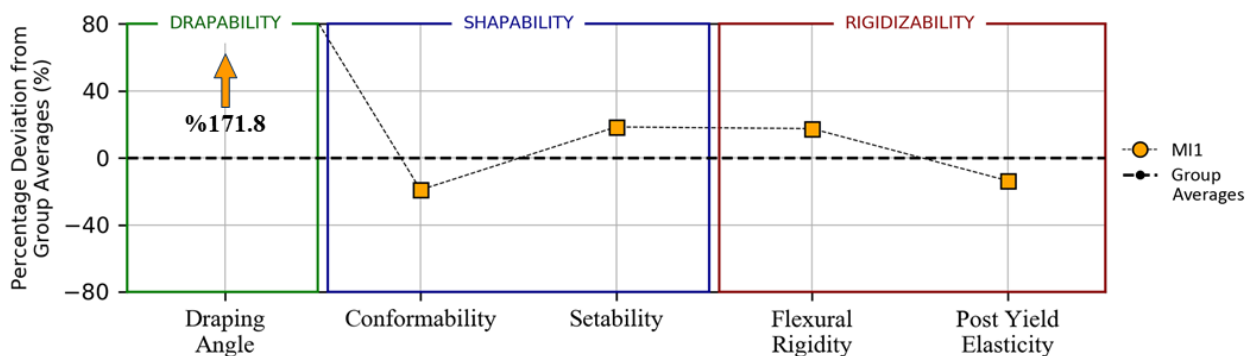 DRAPABILITY
SHAPABILITY
RIGIDIZABILITY
Percentage Deviation from
Group Averages (%)
80
40
0
−40
−80
%171.8
MI1
Group
Averages
Draping
Angle
Conformability
Setability
Flexural
Rigidity
Post Yield
Elasticity